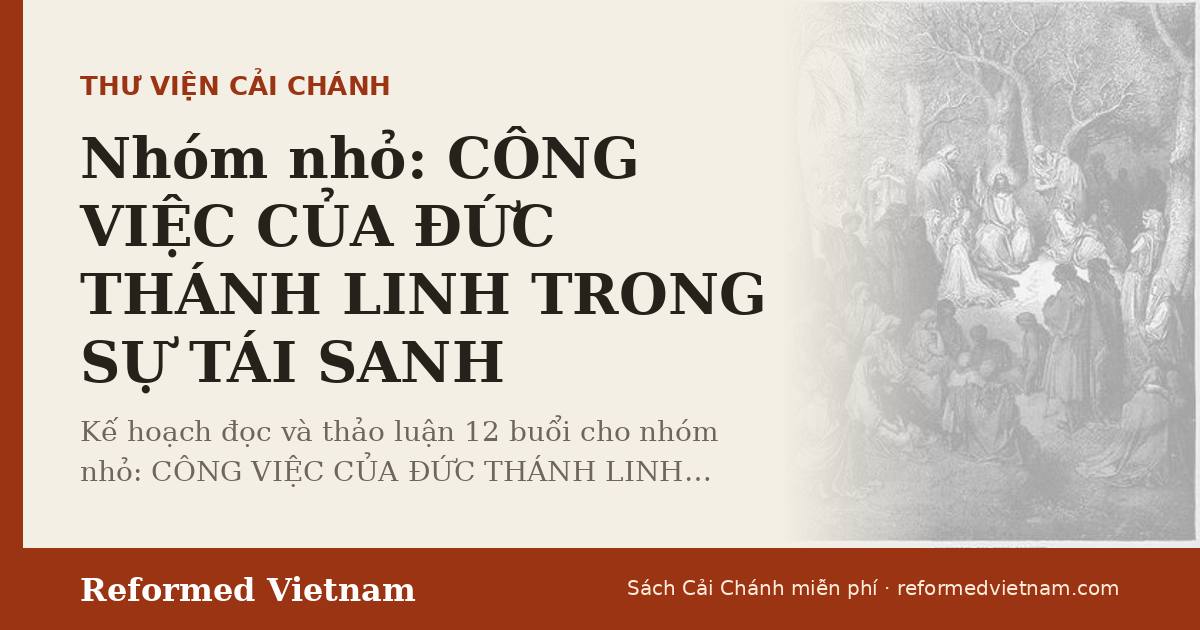 THƯ VIỆN CẢI CHÁNH
Nhóm nhỏ: CÔNG
VIỆC CỦA ĐỨC
THÁNH LINH TRONG
SỰ TÁI SANH
Kế hoạch đọc và thảo luận 12 buổi cho nhóm
nhỏ: CÔNG VIỆC CỦA ĐỨC THÁNH LINH...
Reformed Vietnam
Sách Cải Chánh miễn phí · reformedvietnam.com